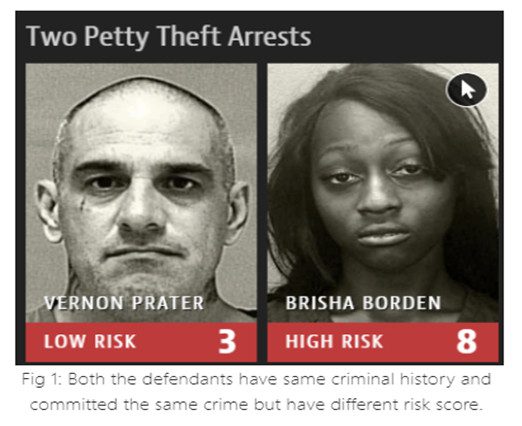 Two Petty Theft Arrests
VERNON PRATER
BRISHA BORDEN
LOW RISK 3
HIGH RISK 8
Fig 1: Both the defendants have same criminal history and
committed the same crime but have different risk score.